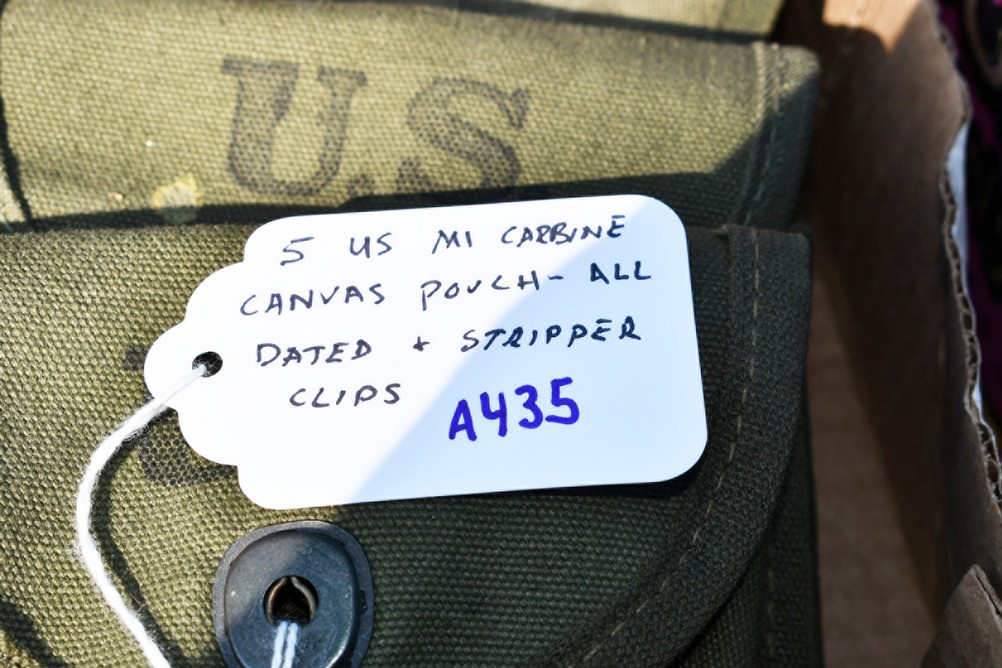 U.S
5 US M1 CARBINE
CANVAS POUCH- ALL
DATED + STRIPPER
CLIPS
A435